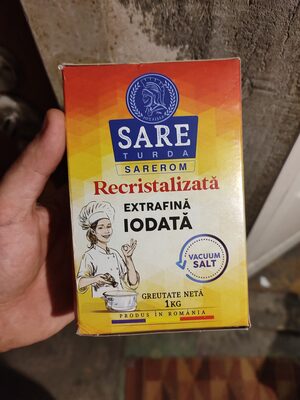 SARE
TURDA
SAREROM
Recristalizată
EXTRAFINĂ
IODATĂ
VACUUM
SALT
GREUTATE NETĂ
1KG
PRODUS ÎN ROMÂNIA